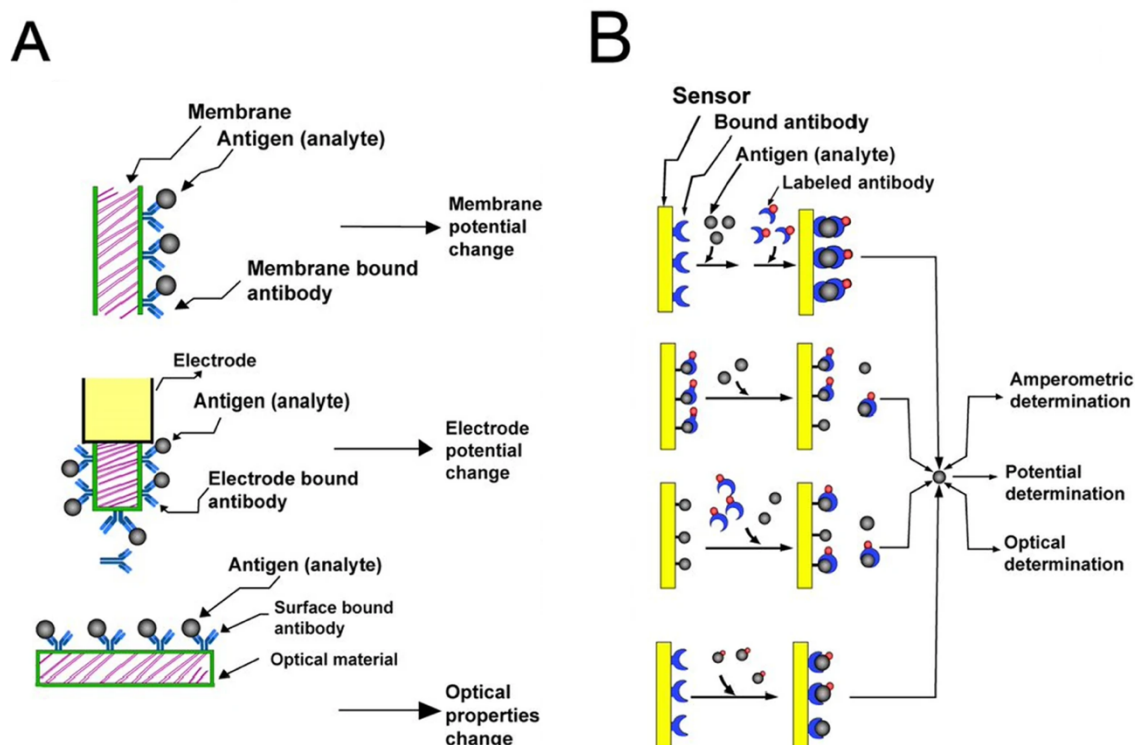 A
Membrane
Antigen (analyte)
Membrane
potential
change
Membrane bound
antibody
Electrode
Antigen (analyte)
Electrode
potential
change
Electrode bound
antibody
Antigen (analyte)
Surface bound
antibody
Optical material
Optical
properties
change
B
Sensor
Bound antibody
Antigen (analyte)
Labeled antibody
Amperometric
determination
Potential
determination
Optical
determination